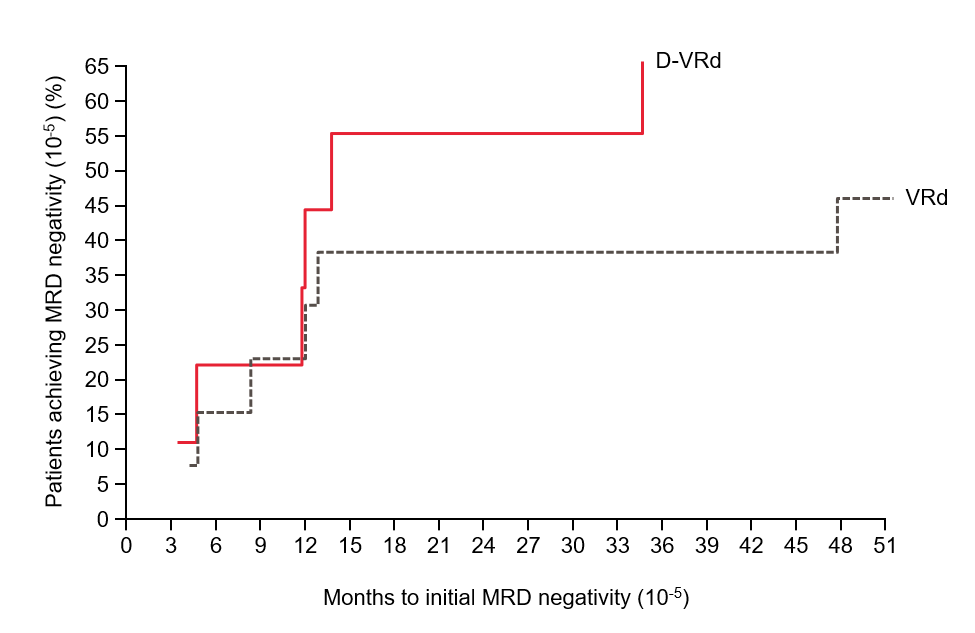 D-VRd
VRd
Patients achieving MRD negativity (10⁻⁵) (%)
65
60
55
50
45
40
35
30
25
20
15
10
5
0
0 3 6 9 12 15 18 21 24 27 30 33 36 39 42 45 48 51
Months to initial MRD negativity (10⁻⁵)